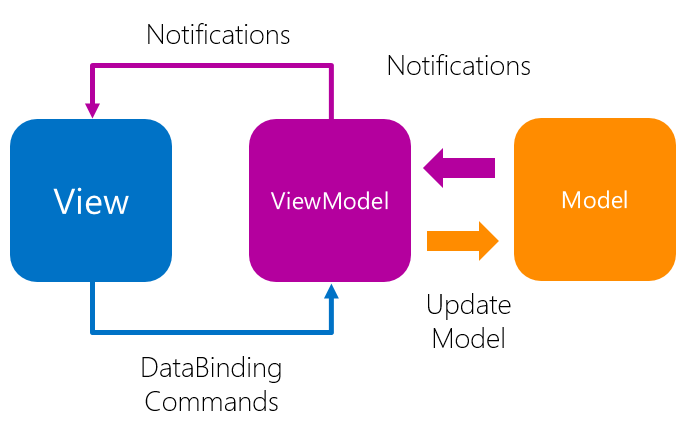 Notifications
Notifications
View
ViewModel
Model
Update
Model
DataBinding
Commands